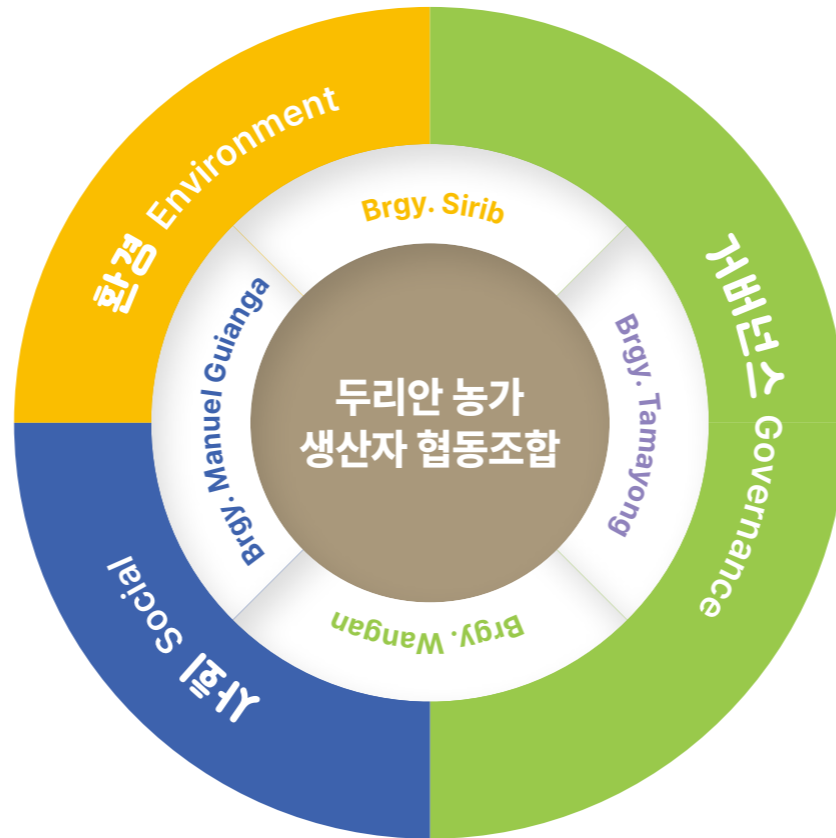 환경 Environment
거버넌스 Governance
사회 Social
Brgy. Sirib
Brgy. Tamayong
Brgy. Wangan
Brgy. Manuel Guianga
두리안 농가
생산자 협동조합